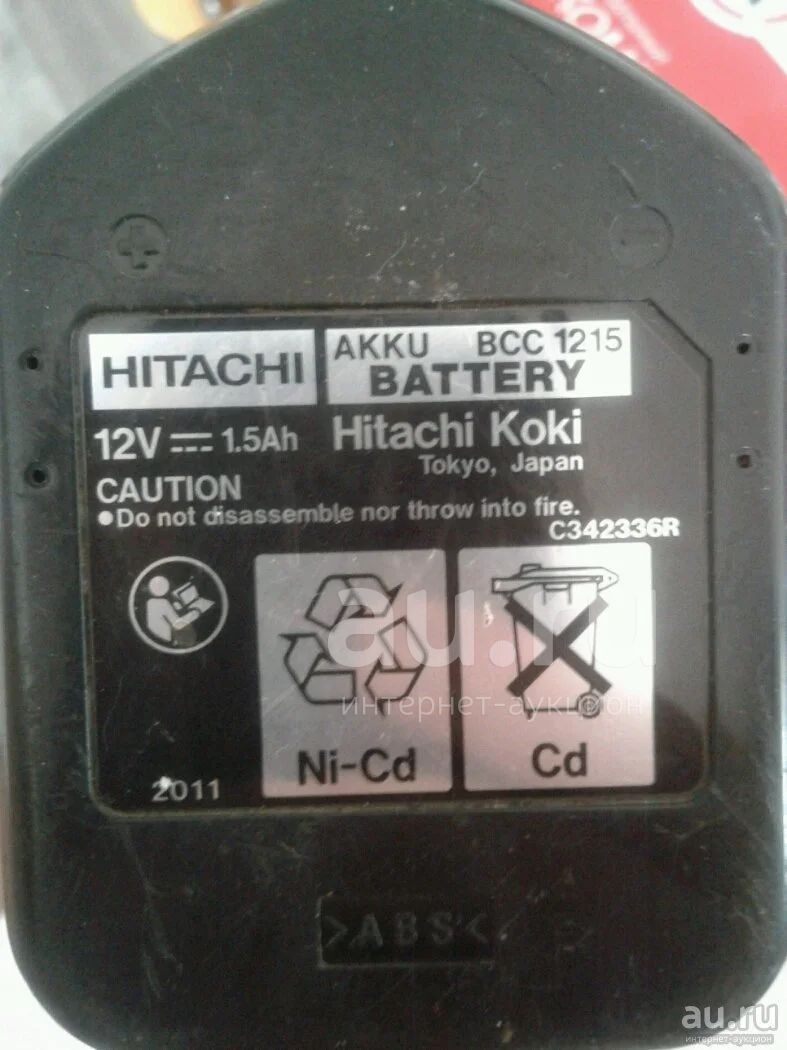 HITACHI
AKKU BCC 1215
BATTERY
12V 1.5Ah
Hitachi Koki
Tokyo, Japan
CAUTION
•Do not disassemble nor throw into fire.
C342336R
au.ru
интернет-аукцион
Ni-Cd
Cd
2011
>ABS<
au.ru
интернет-аукцион